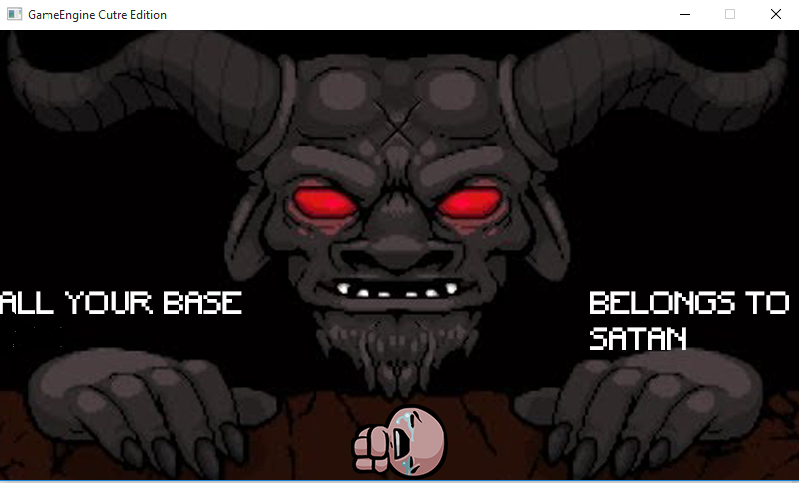 GameEngine Cutre Edition
ALL YOUR BASE
BELONGS TO
SATAN